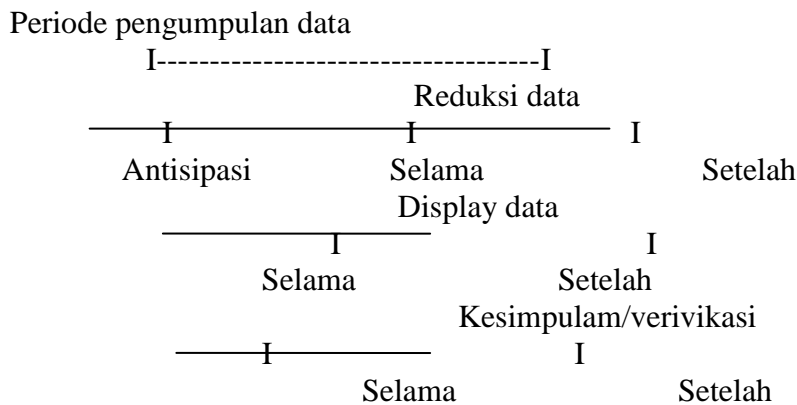 Periode pengumpulan data
I-----------------------------------I
Reduksi data
I I I
Antisipasi Selama Setelah
Display data
I I
Selama Setelah
Kesimpulam/verivikasi
I I
Selama Setelah